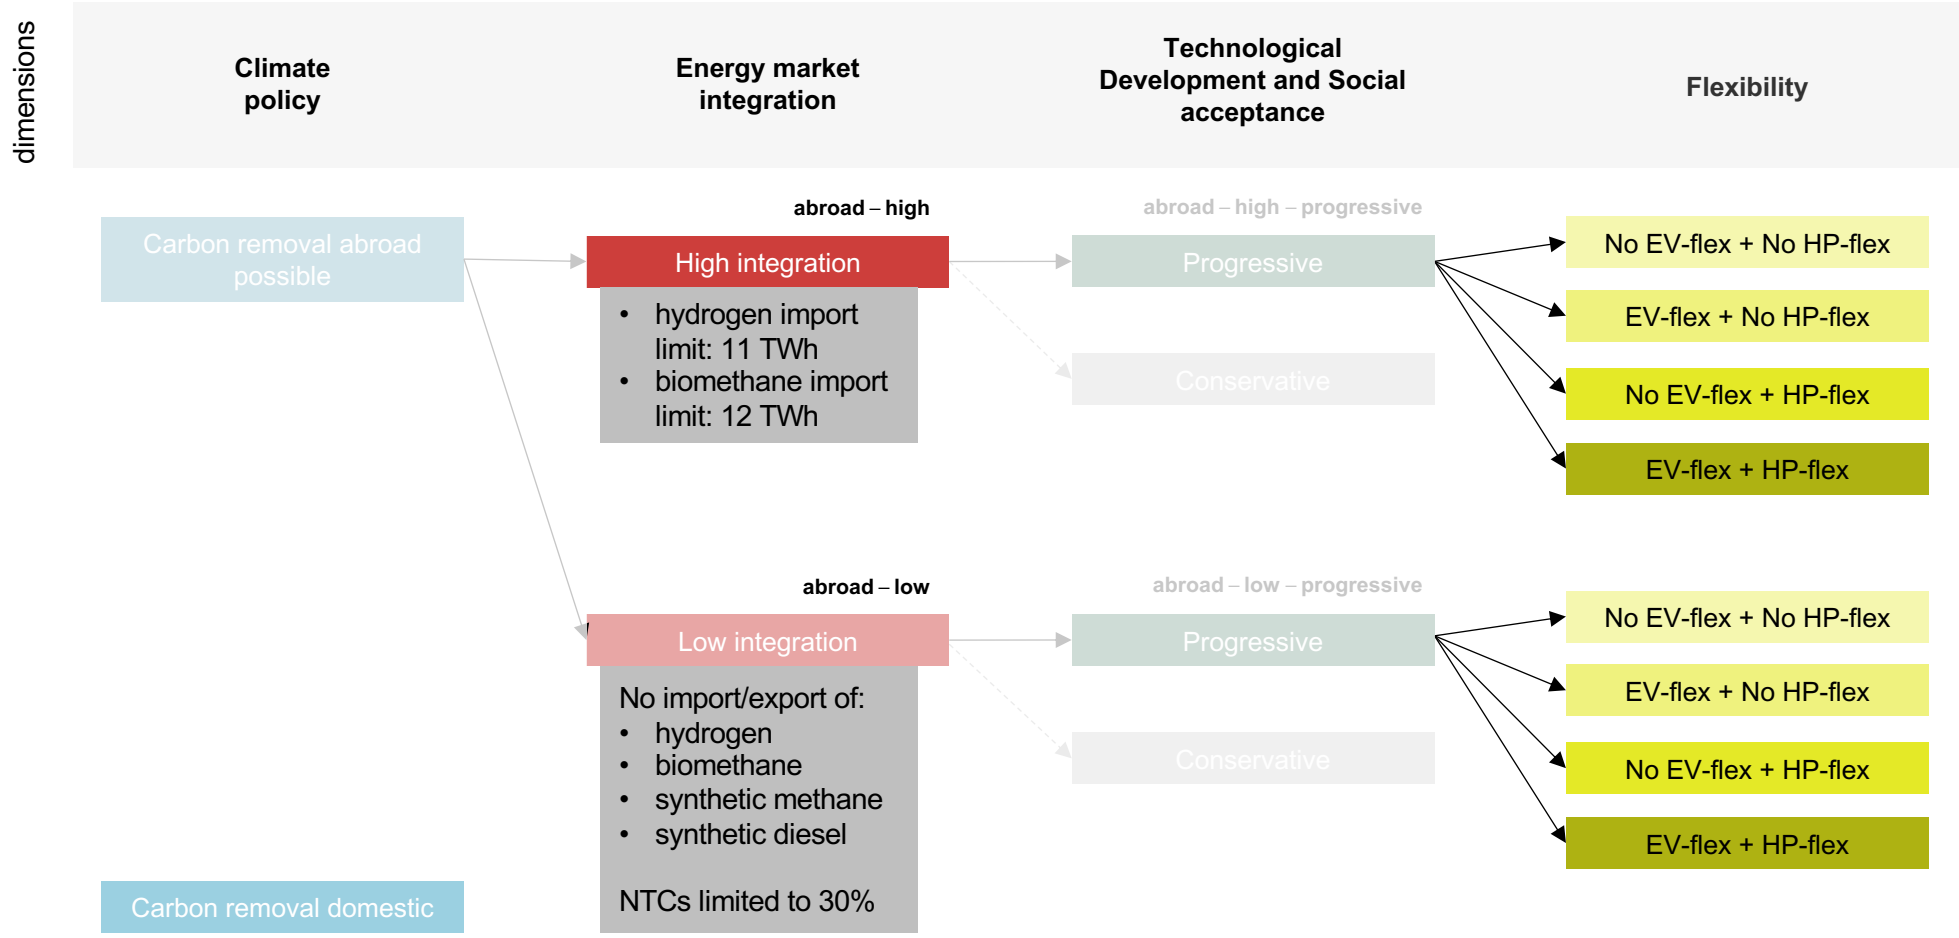 dimensions
Climate
policy
Energy market
integration
Technological
Development and Social
acceptance
Flexibility
abroad – high
abroad – high – progressive
Carbon removal abroad
possible
High integration
Progressive
• hydrogen import
limit: 11 TWh
• biomethane import
limit: 12 TWh
Conservative
No EV-flex + No HP-flex
EV-flex + No HP-flex
No EV-flex + HP-flex
EV-flex + HP-flex
abroad – low
abroad – low – progressive
Low integration
Progressive
No import/export of:
• hydrogen
• biomethane
• synthetic methane
• synthetic diesel
NTCs limited to 30%
Conservative
No EV-flex + No HP-flex
EV-flex + No HP-flex
No EV-flex + HP-flex
EV-flex + HP-flex
Carbon removal domestic